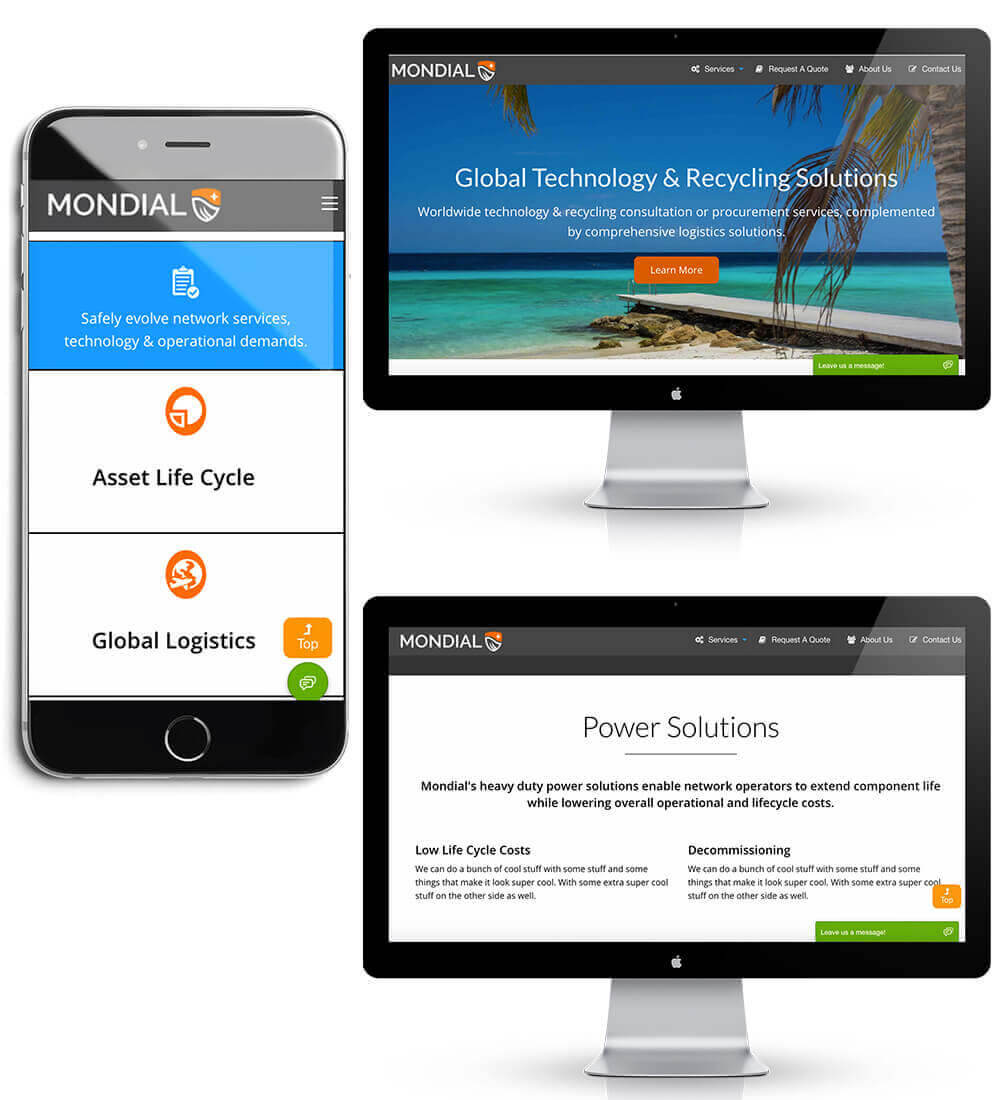 MONDIAL
Safely evolve network services,
technology & operational demands.
Asset Life Cycle
Global Logistics
Top
MONDIAL
Services
Request A Quote
About Us
Contact Us
Global Technology & Recycling Solutions
Worldwide technology & recycling consultation or procurement services, complemented
by comprehensive logistics solutions.
Learn More
Leave us a message!
MONDIAL
Services
Request A Quote
About Us
Contact Us
Power Solutions
Mondial's heavy duty power solutions enable network operators to extend component life
while lowering overall operational and lifecycle costs.
Low Life Cycle Costs
We can do a bunch of cool stuff with some stuff and some
things that make it look super cool. With some extra super cool
stuff on the other side as well.
Decommissioning
We can do a bunch of cool stuff with some stuff and some
things that make it look super cool. With some extra super cool
stuff on the other side as well.
Top
Leave us a message!